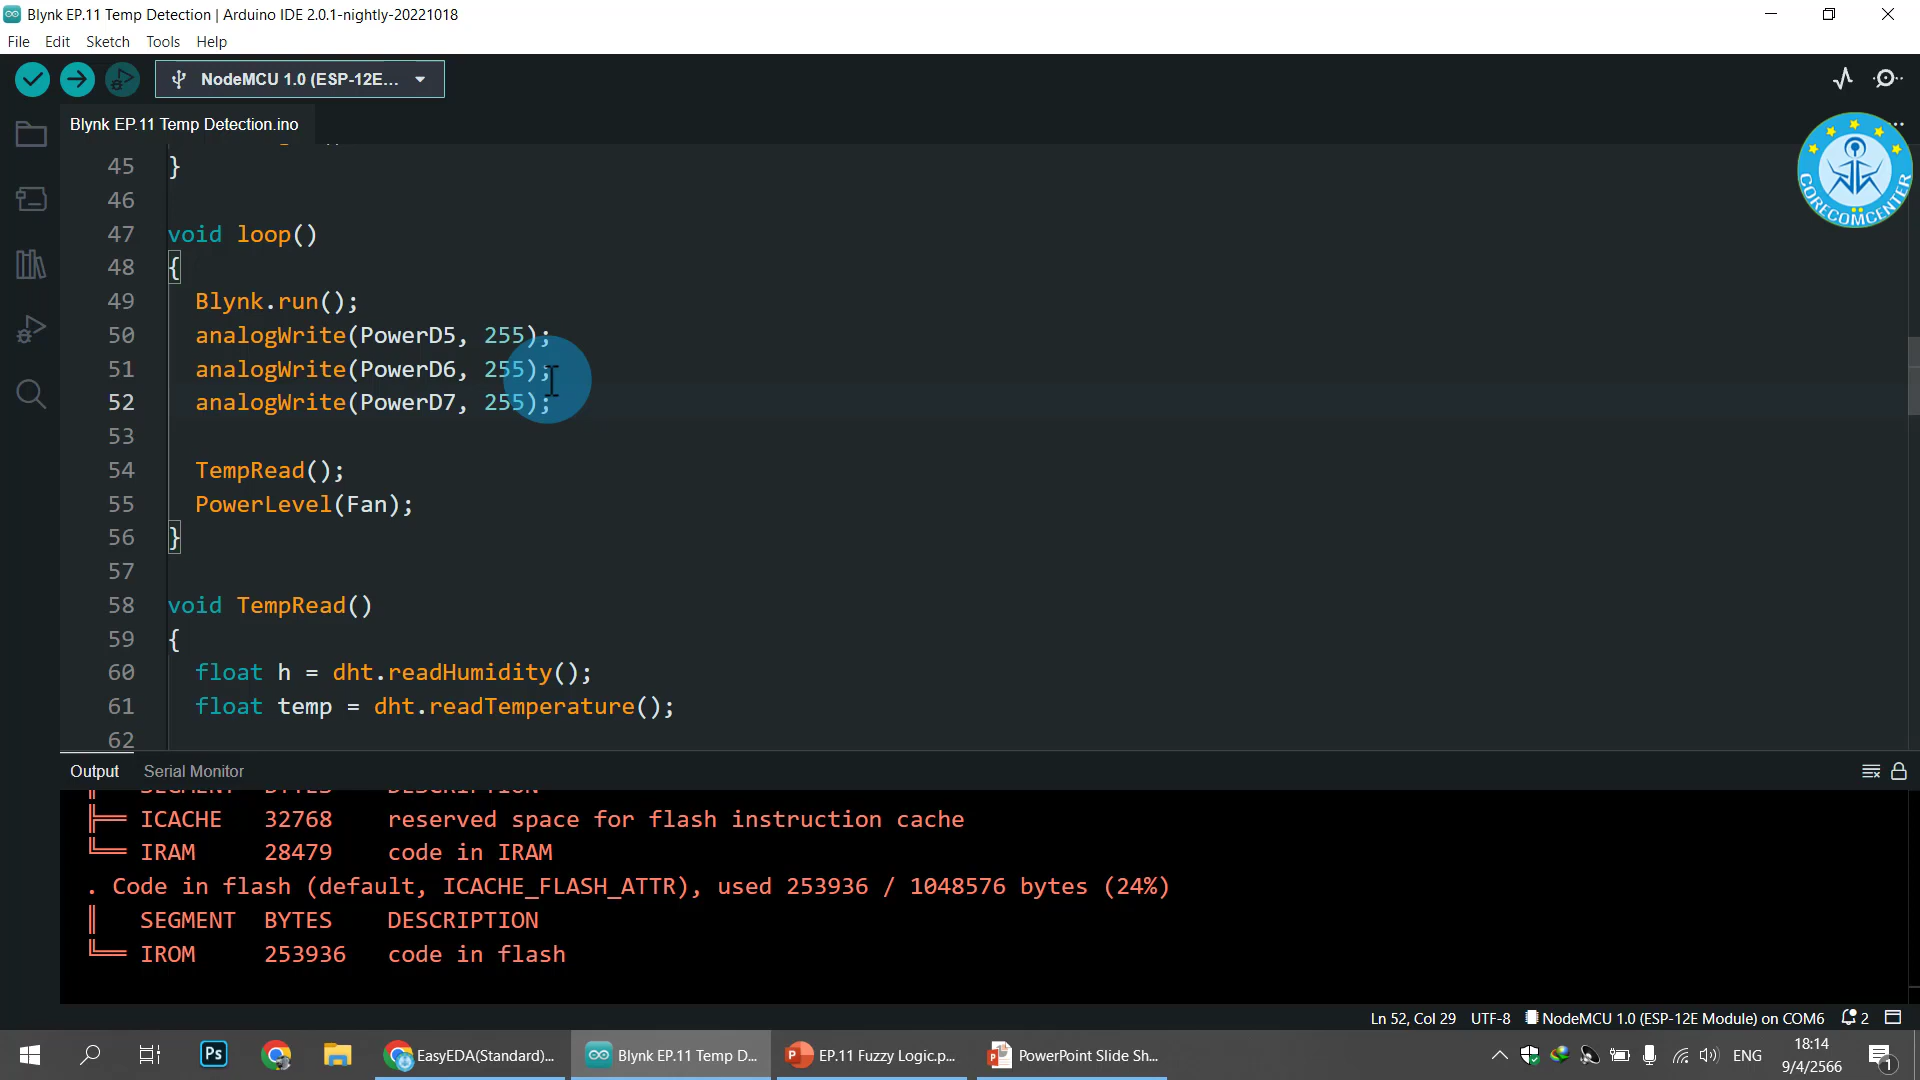 Blynk EP.11 Temp Detection | Arduino IDE 2.0.1-nightly-20221018
File Edit Sketch Tools Help
NodeMCU 1.0 (ESP-12E...
Blynk EP.11 Temp Detection.ino
CORECOMCENTER
45 }
46
47 void loop()
48 {
49 Blynk.run();
50 analogWrite(PowerD5, 255);
51 analogWrite(PowerD6, 255);
52 analogWrite(PowerD7, 255);
53
54 TempRead();
55 PowerLevel(Fan);
56 }
57
58 void TempRead()
59 {
60 float h = dht.readHumidity();
61 float temp = dht.readTemperature();
62
Output Serial Monitor
SEGMENT BYTES DESCRIPTION
╠══ ICACHE 32768 reserved space for flash instruction cache
╚══ IRAM 28479 code in IRAM
. Code in flash (default, ICACHE_FLASH_ATTR), used 253936 / 1048576 bytes (24%)
║ SEGMENT BYTES DESCRIPTION
╚══ IROM 253936 code in flash
Ln 52, Col 29 UTF-8 NodeMCU 1.0 (ESP-12E Module) on COM6 2
Ps EasyEDA(Standard)... Blynk EP.11 Temp D... EP.11 Fuzzy Logic.p... PowerPoint Slide Sh... ENG 18:14
9/4/2566 1